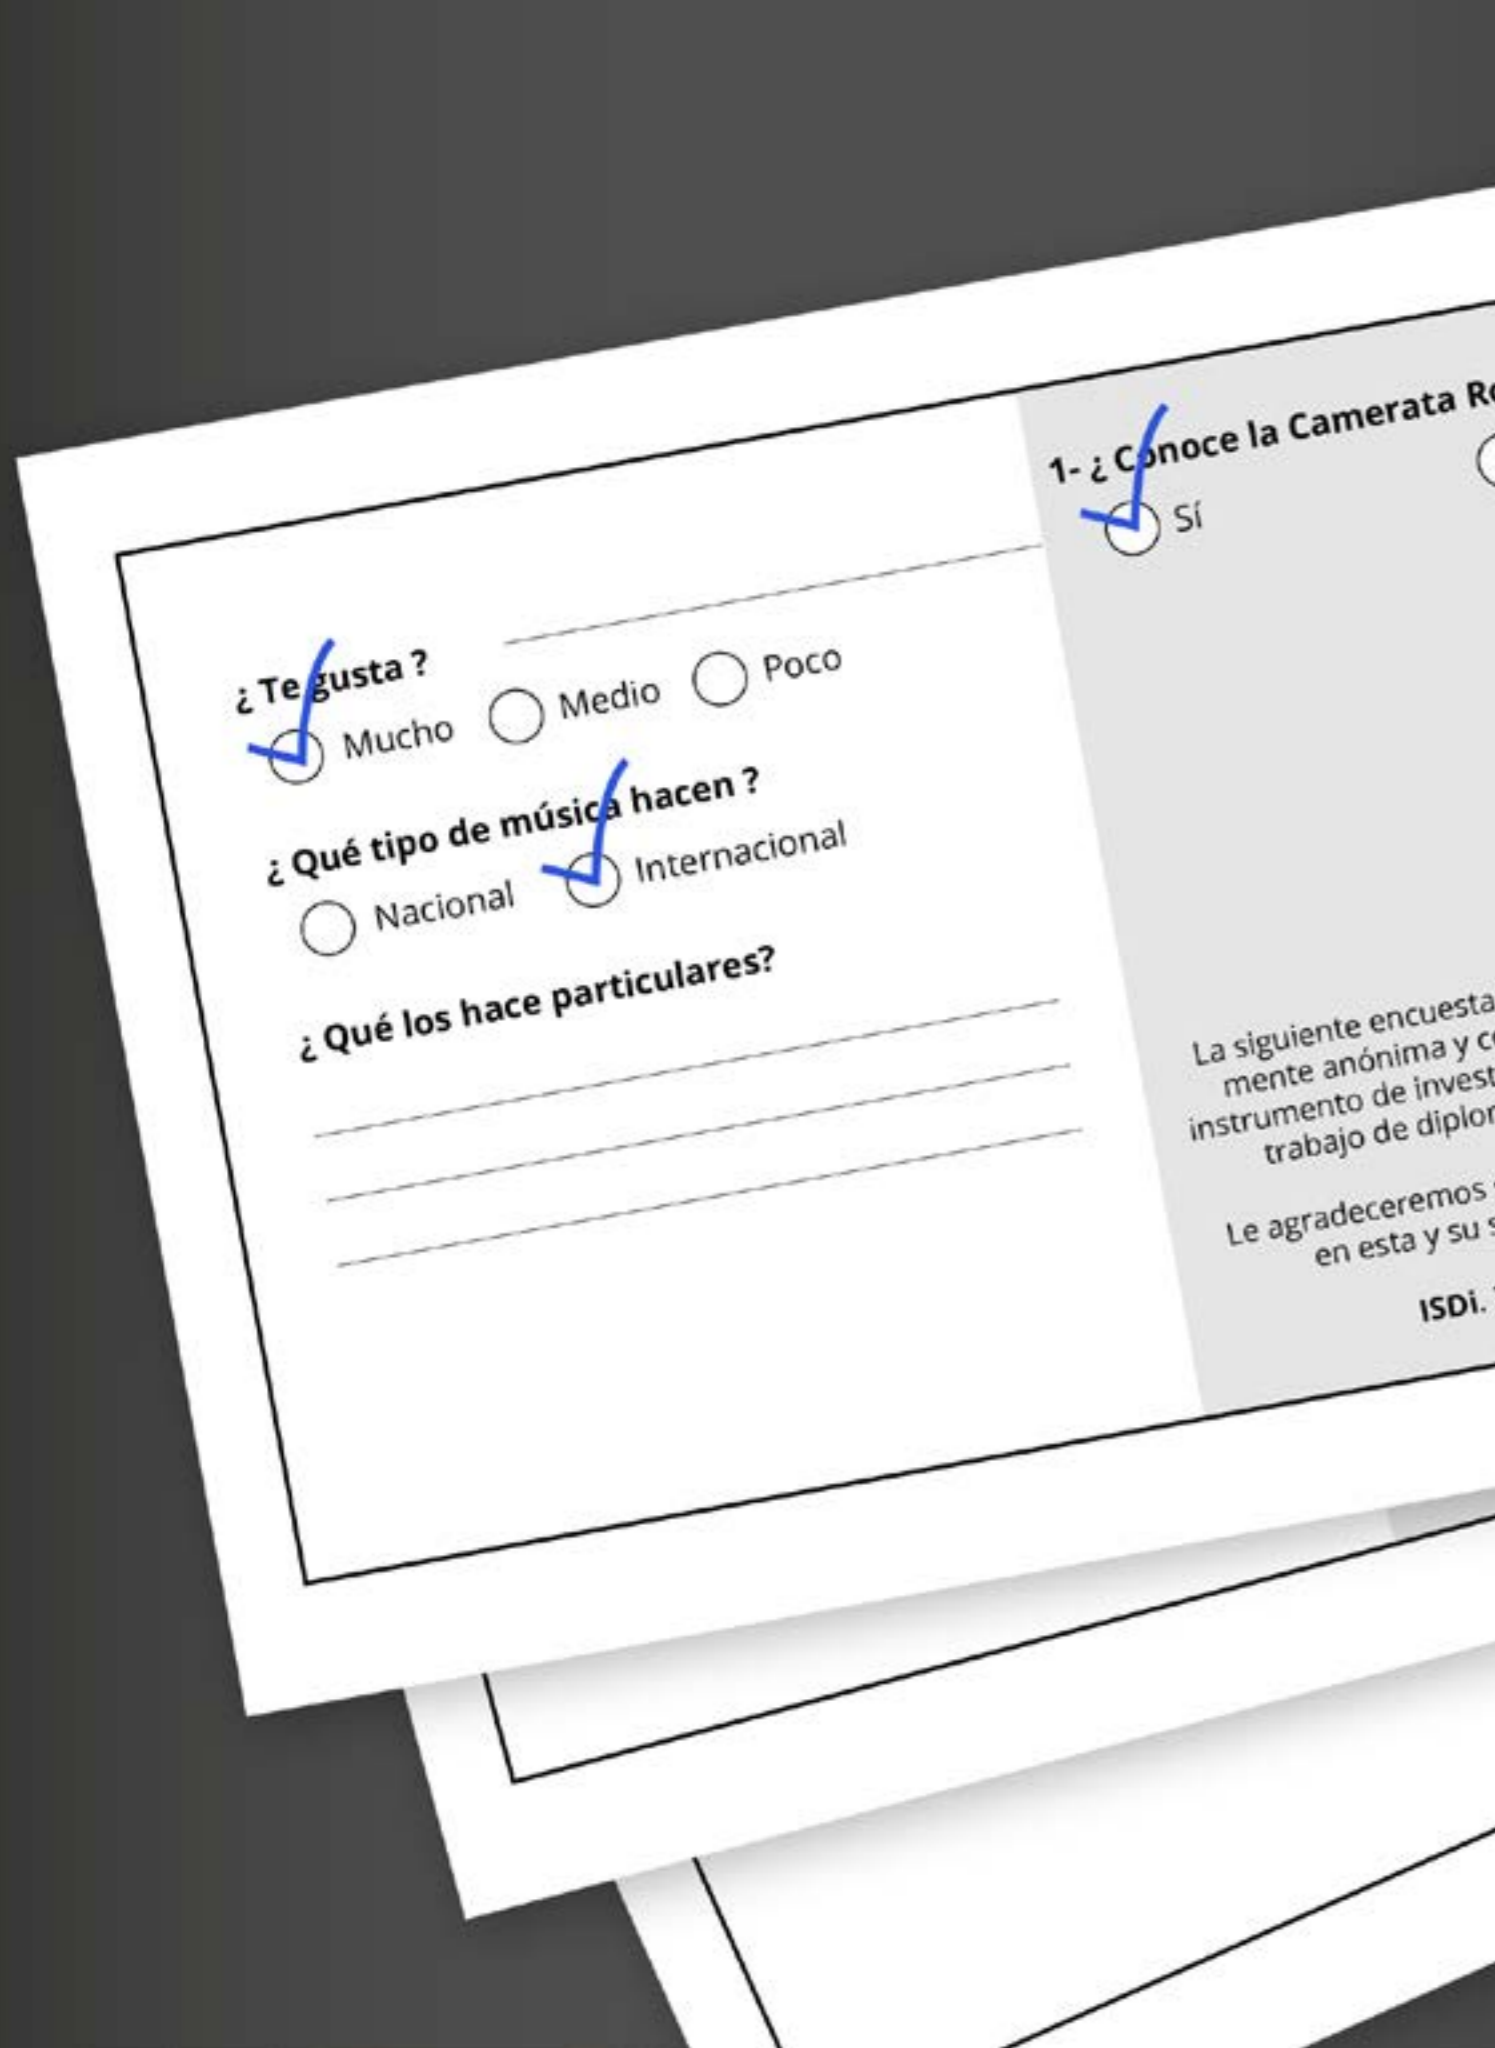 ¿ Te gusta ?
Mucho Medio Poco
¿ Qué tipo de música hacen ?
Nacional Internacional
¿ Qué los hace particulares?
1- ¿ Conoce la Camerata
Sí
La siguiente encuesta
mente anónima y
instrumento de
trabajo de
Le agradeceremos
en esta y su
ISDi.